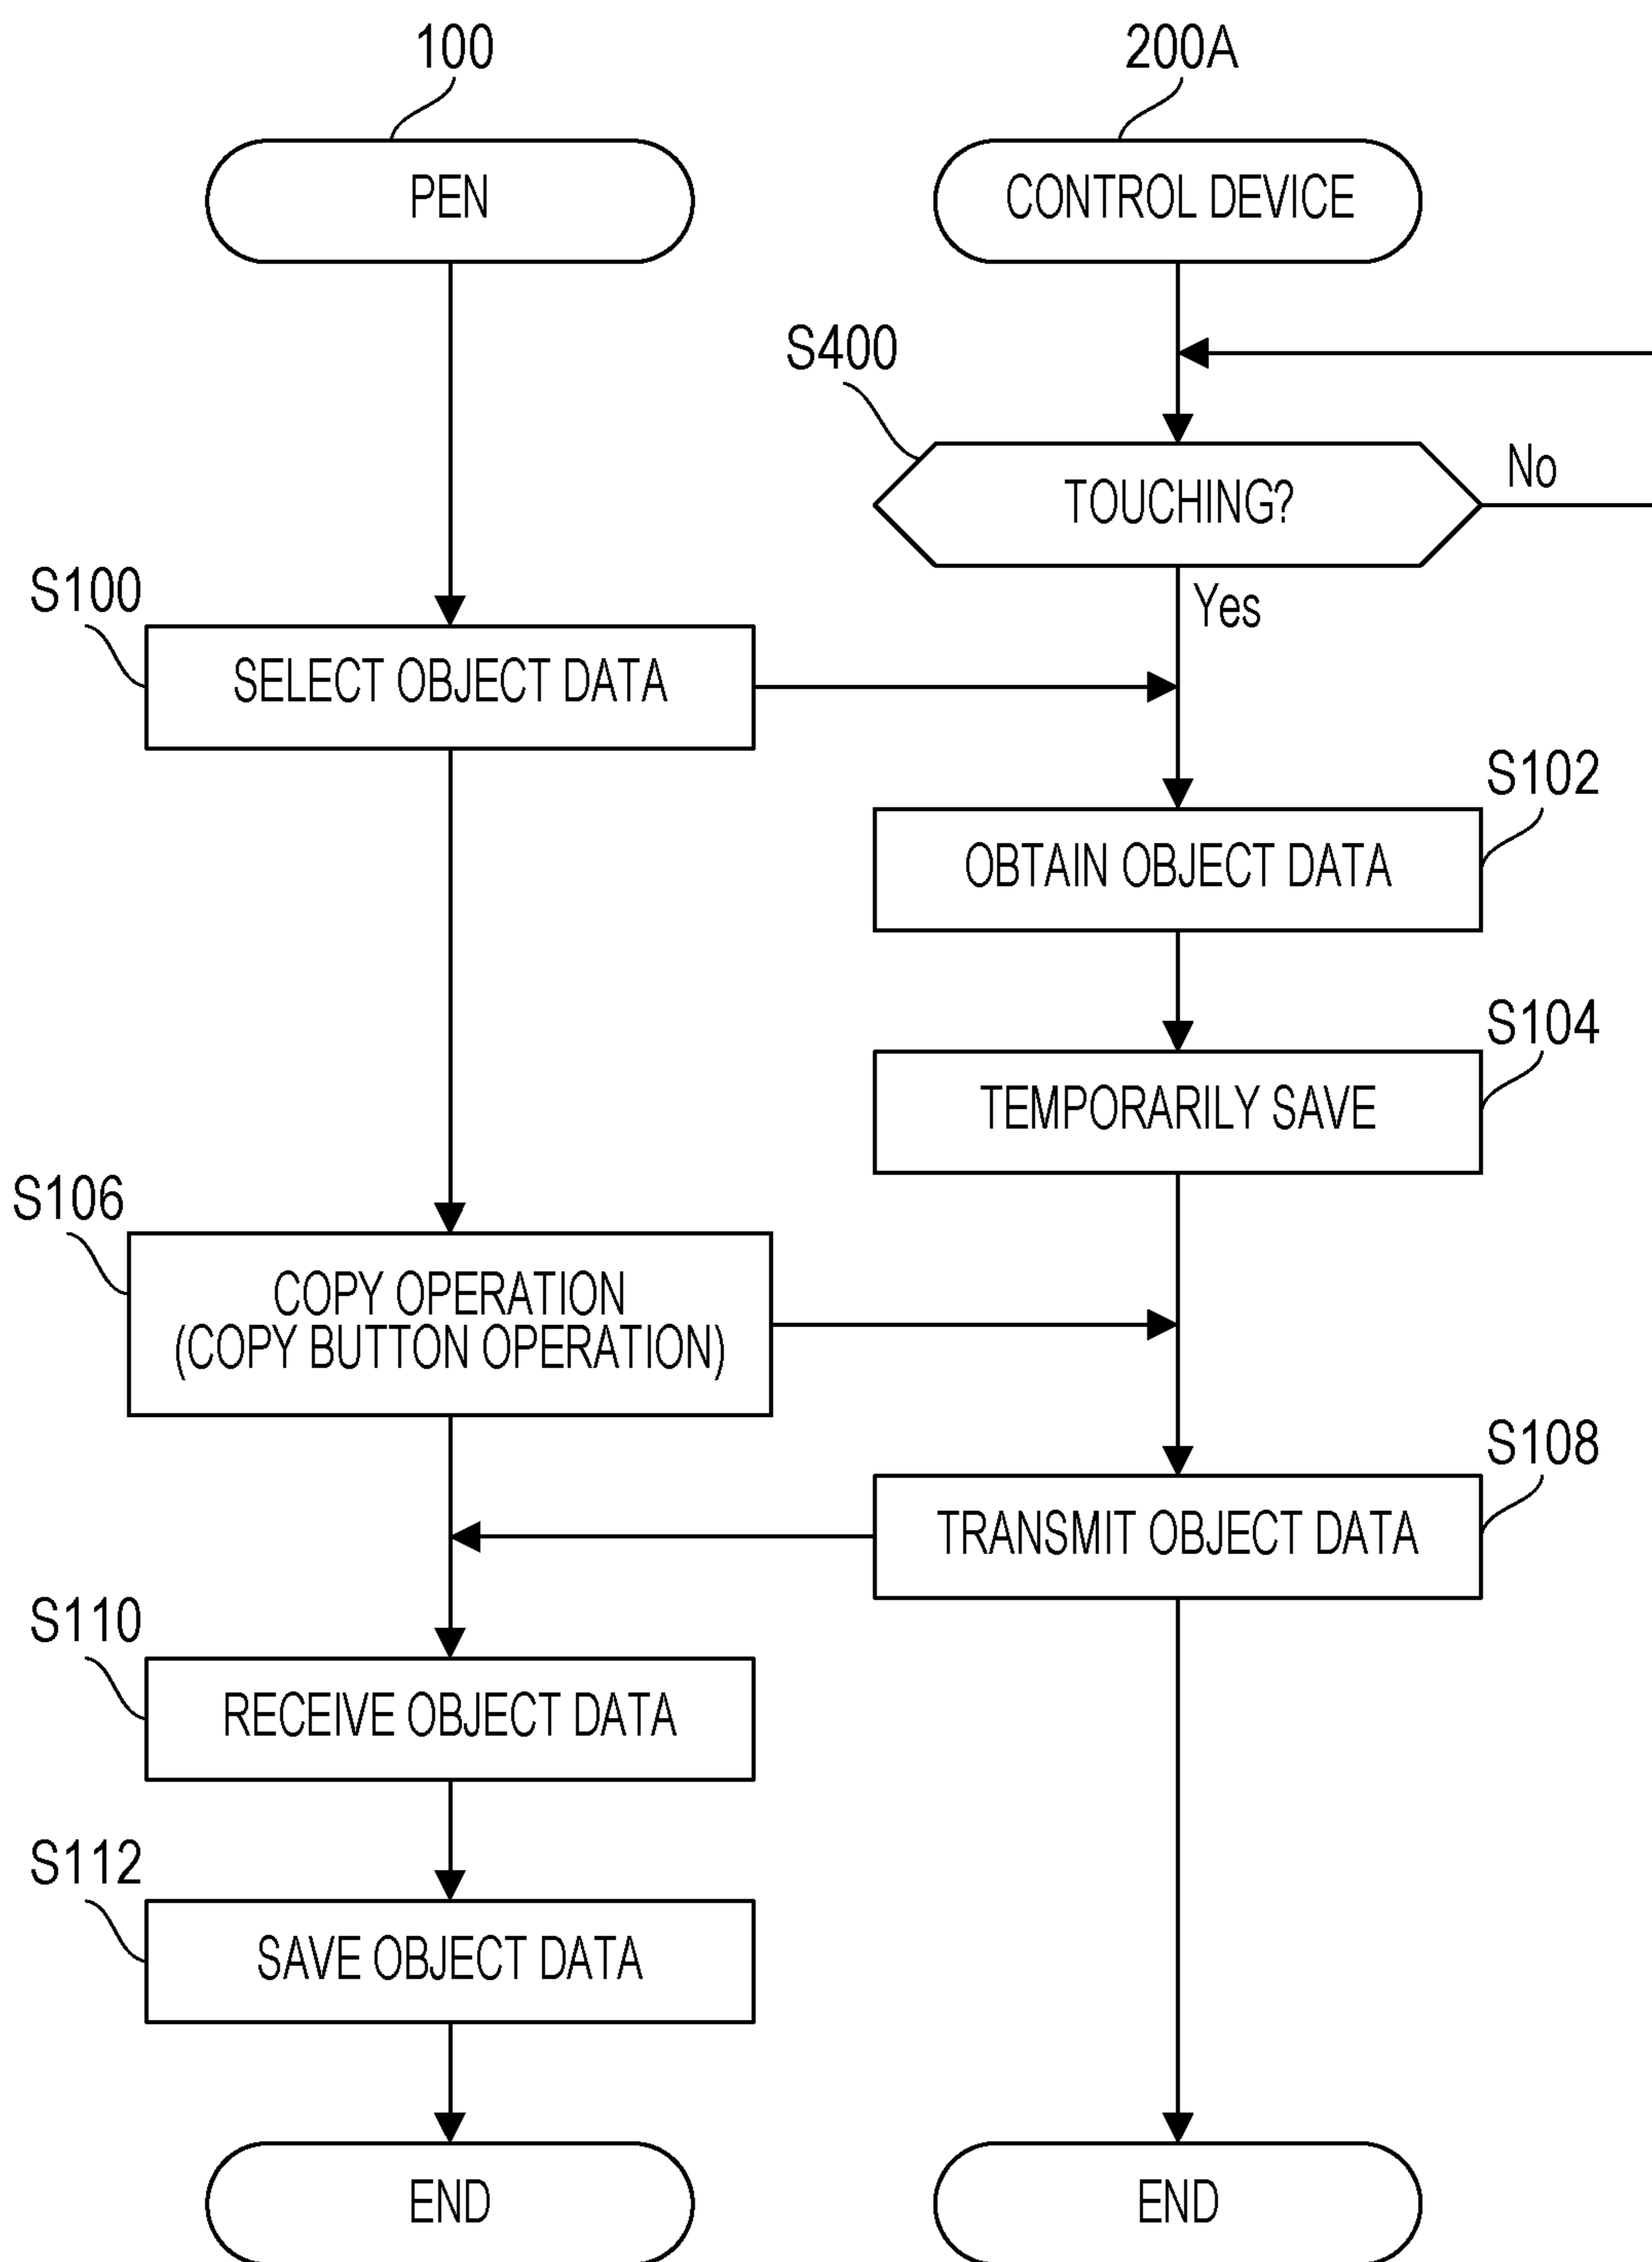 100
200A
PEN
CONTROL DEVICE
S400
TOUCHING?
No
Yes
S100
SELECT OBJECT DATA
S102
OBTAIN OBJECT DATA
S104
TEMPORARILY SAVE
S106
COPY OPERATION
(COPY BUTTON OPERATION)
S108
TRANSMIT OBJECT DATA
S110
RECEIVE OBJECT DATA
S112
SAVE OBJECT DATA
END
END